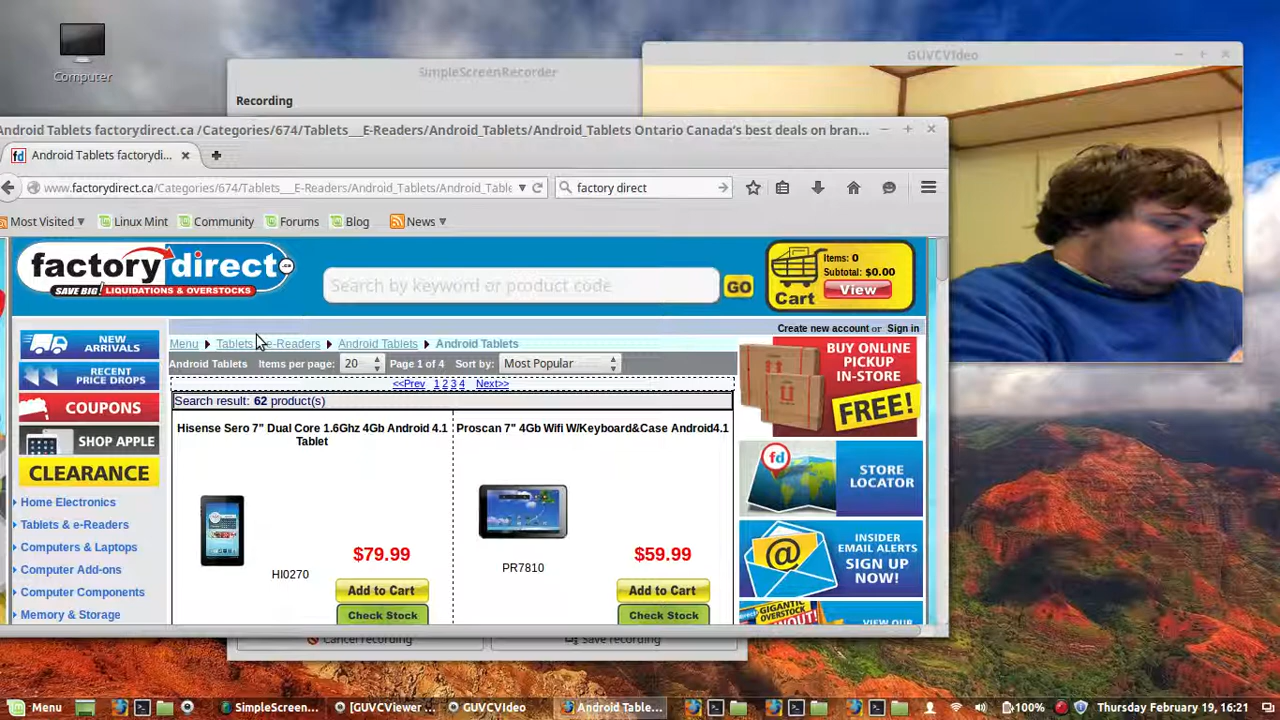 Computer
SimpleScreenRecorder
GUVCVideo
Recording
Android Tablets factorydirect.ca /Categories/674/Tablets__E-Readers/Android_Tablets/Android_Tablets Ontario Canada's best deals on bran...
Android Tablets factorydi...
www.factorydirect.ca/Categories/674/Tablets__E-Readers/Android_Tablets/Android_Table
factory direct
Most Visited
Linux Mint
Community
Forums
Blog
News
factorydirect.ca
SAVE BIG! LIQUIDATIONS & OVERSTOCKS
Search by keyword or product code
GO
Cart
Items: 0
Subtotal: $0.00
View
Create new account or Sign in
Menu Tablets E-Readers Android Tablets Android Tablets
Android Tablets Items per page: 20 Page 1 of 4 Sort by: Most Popular
<<Prev 1 2 3 4 Next>>
Search result: 62 product(s)
NEW ARRIVALS
RECENT PRICE DROPS
COUPONS
SHOP APPLE
CLEARANCE
Home Electronics
Tablets & e-Readers
Computers & Laptops
Computer Add-ons
Computer Components
Memory & Storage
Hisense Sero 7" Dual Core 1.6Ghz 4Gb Android 4.1
Tablet
$79.99
HI0270
Add to Cart
Check Stock
Proscan 7" 4Gb Wifi W/Keyboard&Case Android4.1
$59.99
PR7810
Add to Cart
Check Stock
BUY ONLINE
PICKUP
IN-STORE
FREE!
fd
STORE
LOCATOR
INSIDER
EMAIL ALERTS
SIGN UP
NOW!
GIGANTIC
OVERSTOCK
VIEW OUR
Cancel recording
Save recording
Menu
SimpleScreen...
[GUVCViewer ...
GUVCVideo
Android Table...
100%
Thursday February 19, 16:21